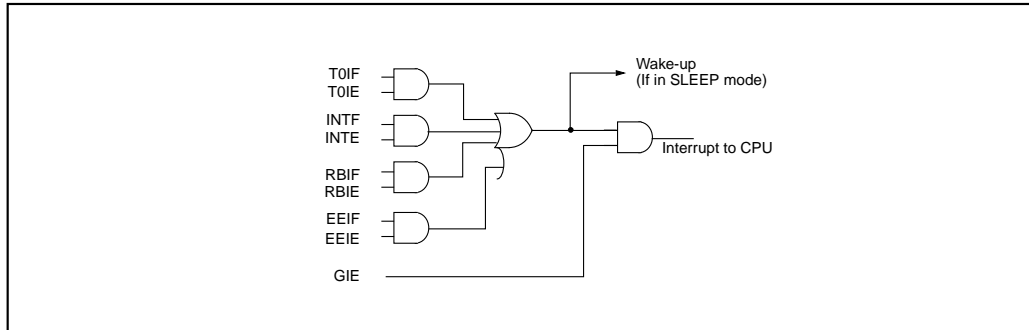 T0IF
T0IE
INTF
INTE
RBIF
RBIE
EEIF
EEIE
GIE
Wake-up
(If in SLEEP mode)
Interrupt to CPU